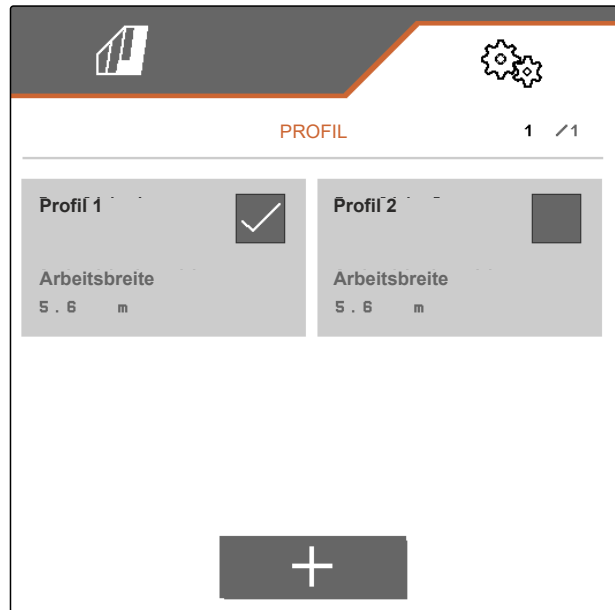 PROFIL 1 /1
Profil 1 Profil 2
Arbeitsbreite Arbeitsbreite
5.6 m 5.6 m
+